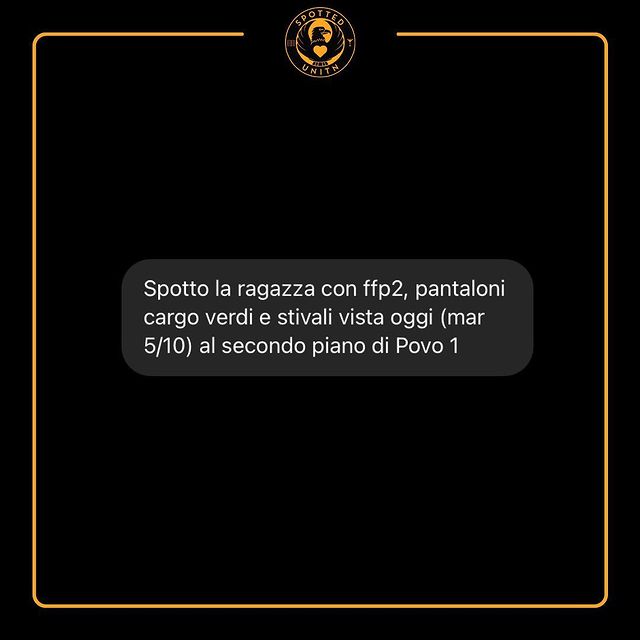 SPOTTED
UNITN
Spotto la ragazza con ffp2, pantaloni
cargo verdi e stivali vista oggi (mar
5/10) al secondo piano di Povo 1